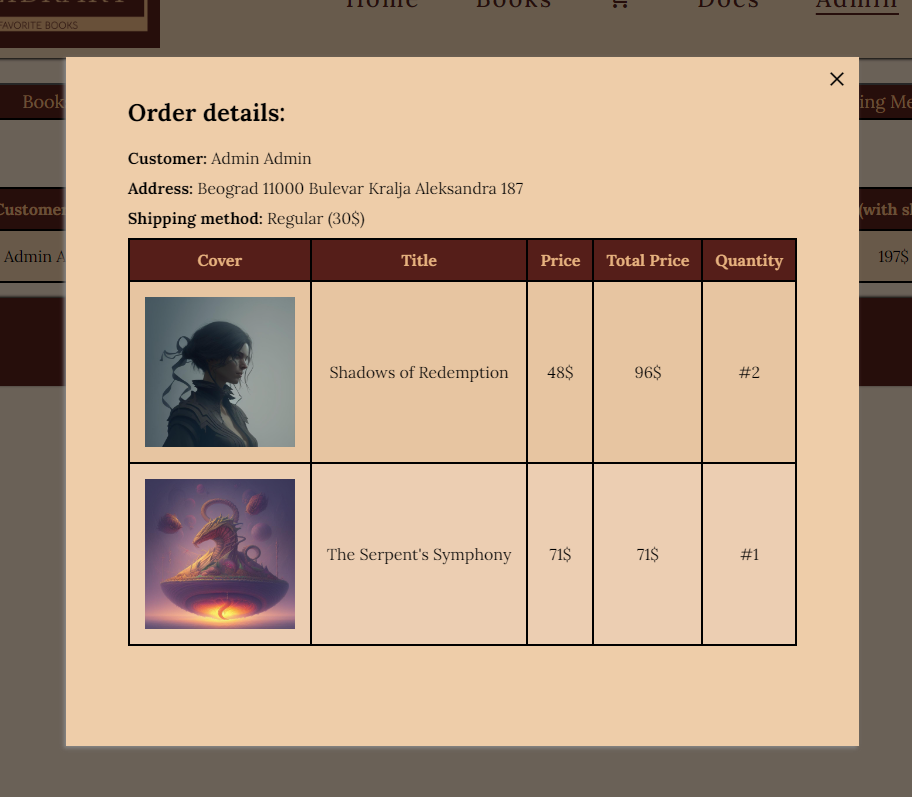 FAVORITE BOOKS
Home Books Docs Admin
Book
ing Me
Customer
(with sh
Admin A
197$
Order details:
Customer: Admin Admin
Address: Beograd 11000 Bulevar Kralja Aleksandra 187
Shipping method: Regular (30$)
Cover Title Price Total Price Quantity
Shadows of Redemption 48$ 96$ #2
The Serpent's Symphony 71$ 71$ #1